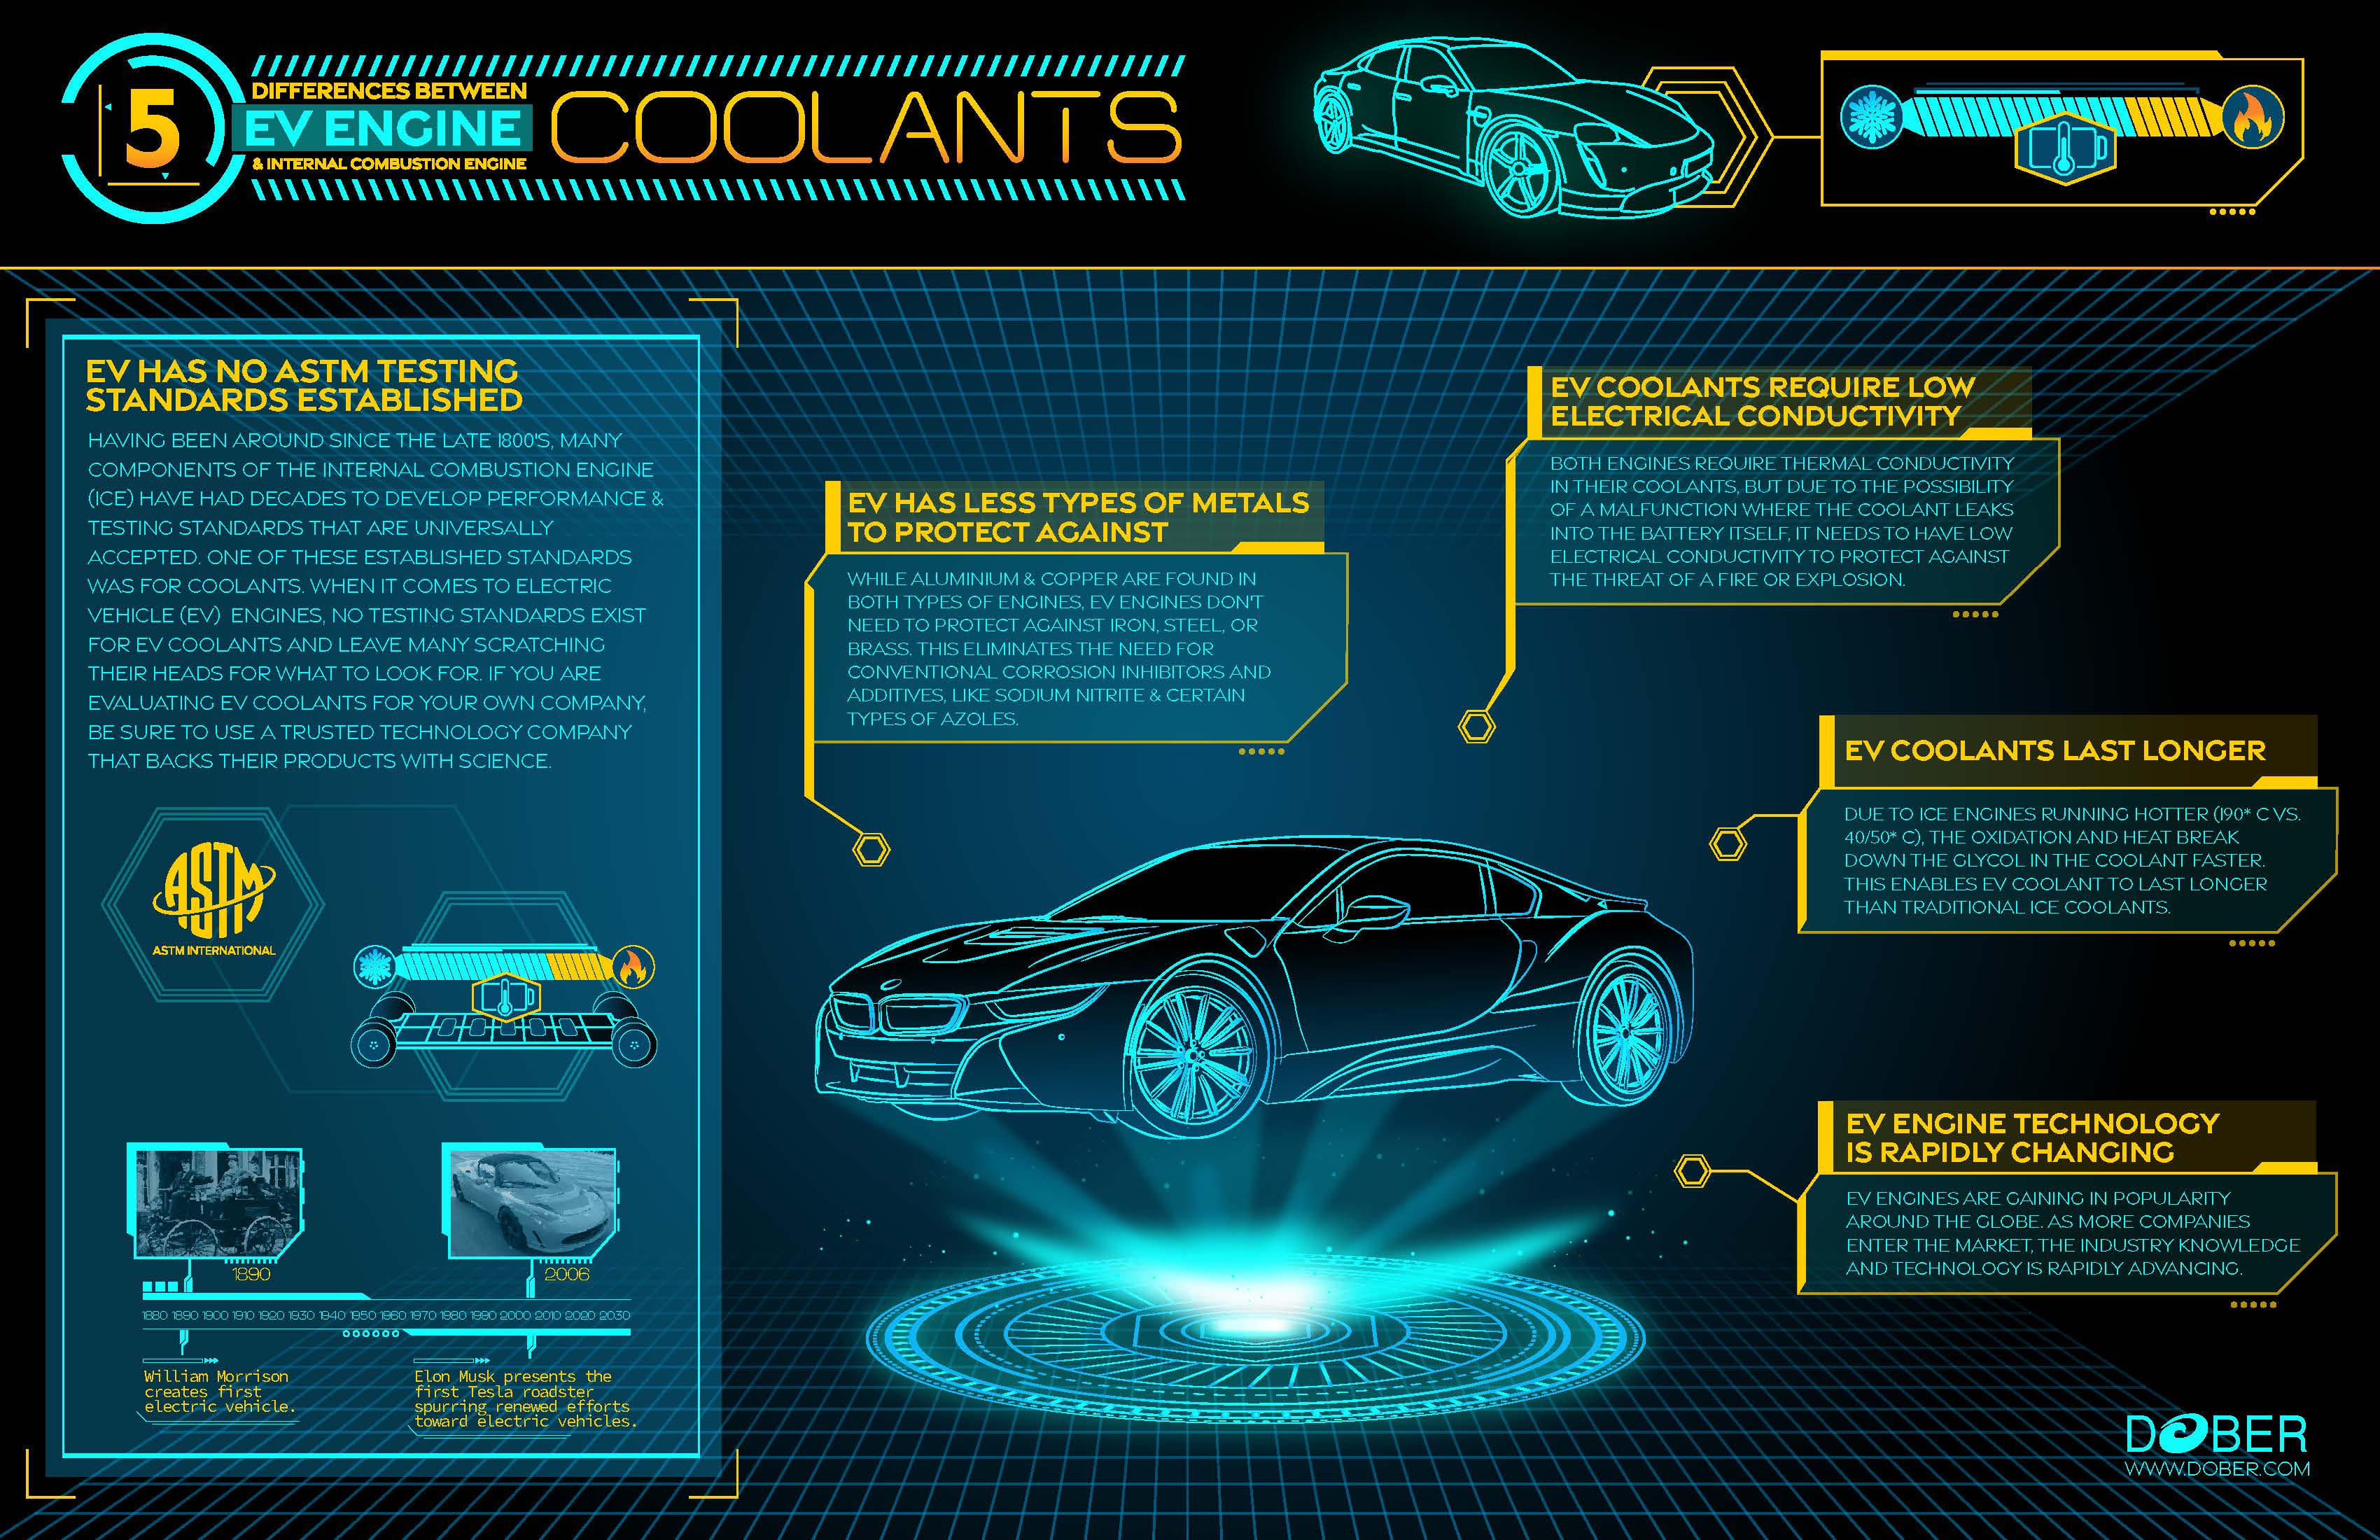 5
DIFFERENCES BETWEEN
EV ENGINE
& INTERNAL COMBUSTION ENGINE
COOLANTS
EV HAS NO ASTM TESTING
STANDARDS ESTABLISHED
HAVING BEEN AROUND SINCE THE LATE 1800'S, MANY
COMPONENTS OF THE INTERNAL COMBUSTION ENGINE
(ICE) HAVE HAD DECADES TO DEVELOP PERFORMANCE &
TESTING STANDARDS THAT ARE UNIVERSALLY
ACCEPTED. ONE OF THESE ESTABLISHED STANDARDS
WAS FOR COOLANTS. WHEN IT COMES TO ELECTRIC
VEHICLE (EV) ENGINES, NO TESTING STANDARDS EXIST
FOR EV COOLANTS AND LEAVE MANY SCRATCHING
THEIR HEADS FOR WHAT TO LOOK FOR. IF YOU ARE
EVALUATING EV COOLANTS FOR YOUR OWN COMPANY,
BE SURE TO USE A TRUSTED TECHNOLOGY COMPANY
THAT BACKS THEIR PRODUCTS WITH SCIENCE.
ASTM
ASTM INTERNATIONAL
1890
2006
1880 1890 1900 1910 1920 1930 1940 1950 1960 1970 1980 1990 2000 2010 2020 2030
William Morrison
creates first
electric vehicle.
Elon Musk presents the
first Tesla roadster
spurring renewed efforts
toward electric vehicles.
EV HAS LESS TYPES OF METALS
TO PROTECT AGAINST
WHILE ALUMINIUM & COPPER ARE FOUND IN
BOTH TYPES OF ENGINES, EV ENGINES DON'T
NEED TO PROTECT AGAINST IRON, STEEL, OR
BRASS. THIS ELIMINATES THE NEED FOR
CONVENTIONAL CORROSION INHIBITORS AND
ADDITIVES, LIKE SODIUM NITRITE & CERTAIN
TYPES OF AZOLES.
EV COOLANTS REQUIRE LOW
ELECTRICAL CONDUCTIVITY
BOTH ENGINES REQUIRE THERMAL CONDUCTIVITY
IN THEIR COOLANTS, BUT DUE TO THE POSSIBILITY
OF A MALFUNCTION WHERE THE COOLANT LEAKS
INTO THE BATTERY ITSELF, IT NEEDS TO HAVE LOW
ELECTRICAL CONDUCTIVITY TO PROTECT AGAINST
THE THREAT OF A FIRE OR EXPLOSION.
EV COOLANTS LAST LONGER
DUE TO ICE ENGINES RUNNING HOTTER (190* C VS.
40/50* C), THE OXIDATION AND HEAT BREAK
DOWN THE GLYCOL IN THE COOLANT FASTER.
THIS ENABLES EV COOLANT TO LAST LONGER
THAN TRADITIONAL ICE COOLANTS.
EV ENGINE TECHNOLOGY
IS RAPIDLY CHANGING
EV ENGINES ARE GAINING IN POPULARITY
AROUND THE GLOBE. AS MORE COMPANIES
ENTER THE MARKET, THE INDUSTRY KNOWLEDGE
AND TECHNOLOGY IS RAPIDLY ADVANCING.
DOBER
WWW.DOBER.COM